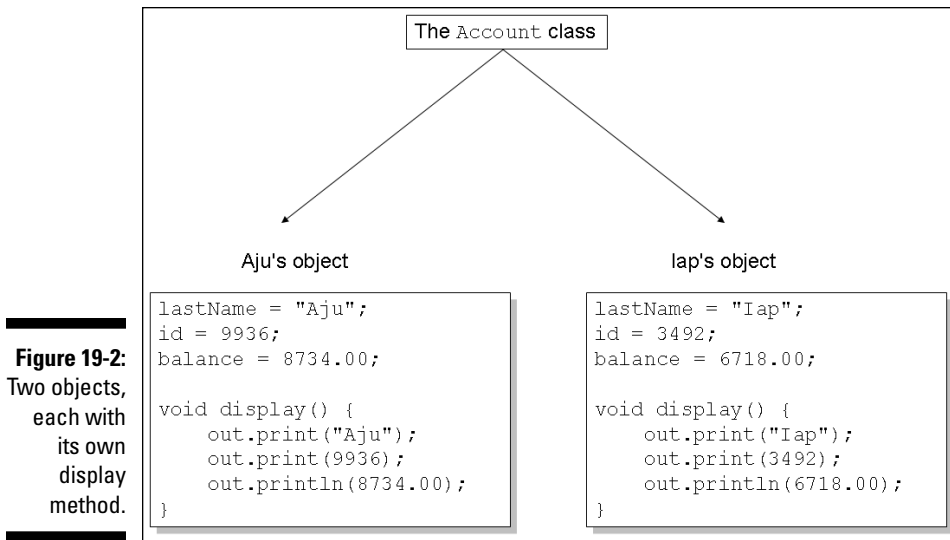 The Account class
Aju's object
lastName = "Aju";
id = 9936;
balance = 8734.00;
void display() {
    out.print("Aju");
    out.print(9936);
    out.println(8734.00);
}
Iap's object
lastName = "Iap";
id = 3492;
balance = 6718.00;
void display() {
    out.print("Iap");
    out.print(3492);
    out.println(6718.00);
}
Figure 19-2:
Two objects,
each with
its own
display
method.